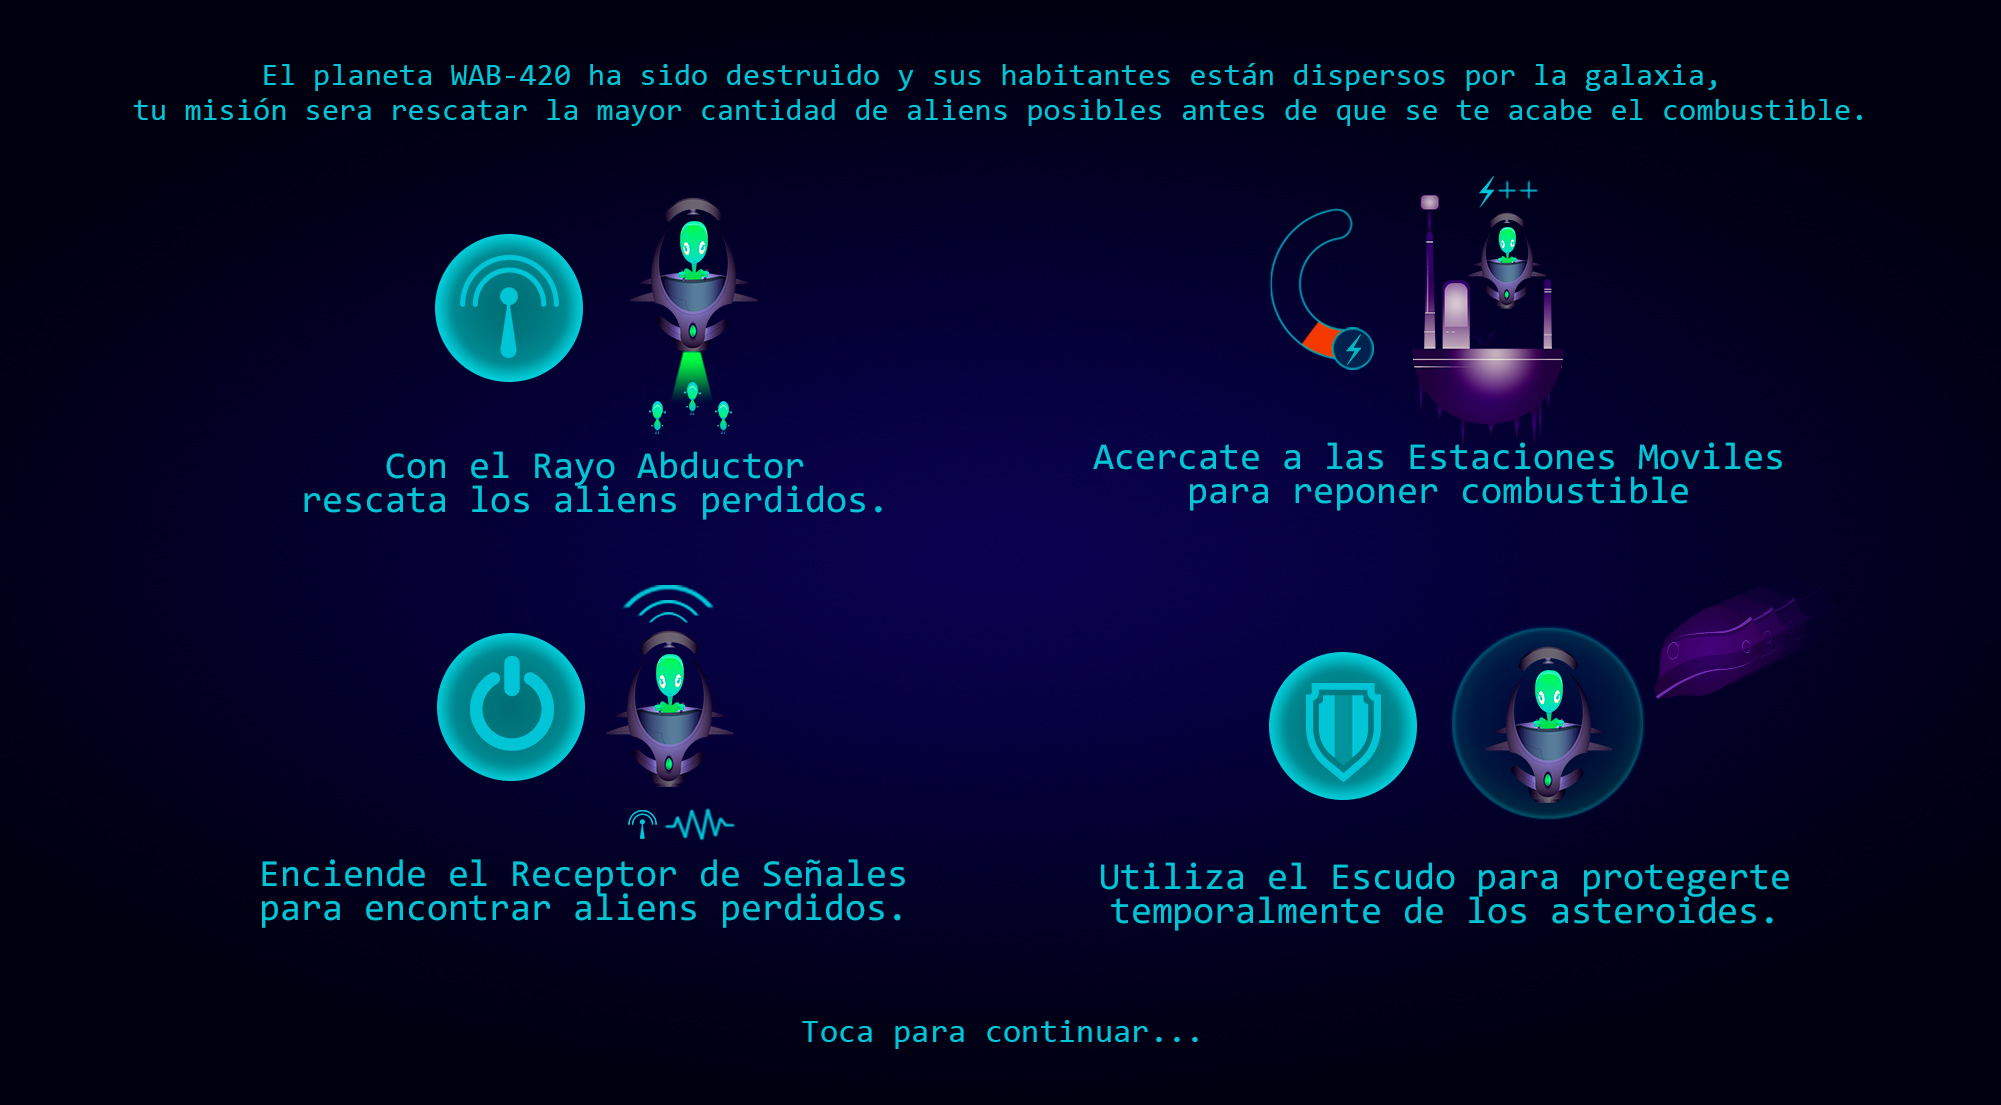 El planeta WAB-420 ha sido destruido y sus habitantes están dispersos por la galaxia,
tu misión sera rescatar la mayor cantidad de aliens posibles antes de que se te acabe el combustible.
++
Con el Rayo Abductor
rescata los aliens perdidos.
Acercate a las Estaciones Moviles
para reponer combustible
Enciende el Receptor de Señales
para encontrar aliens perdidos.
Utiliza el Escudo para protegerte
temporalmente de los asteroides.
Toca para continuar...